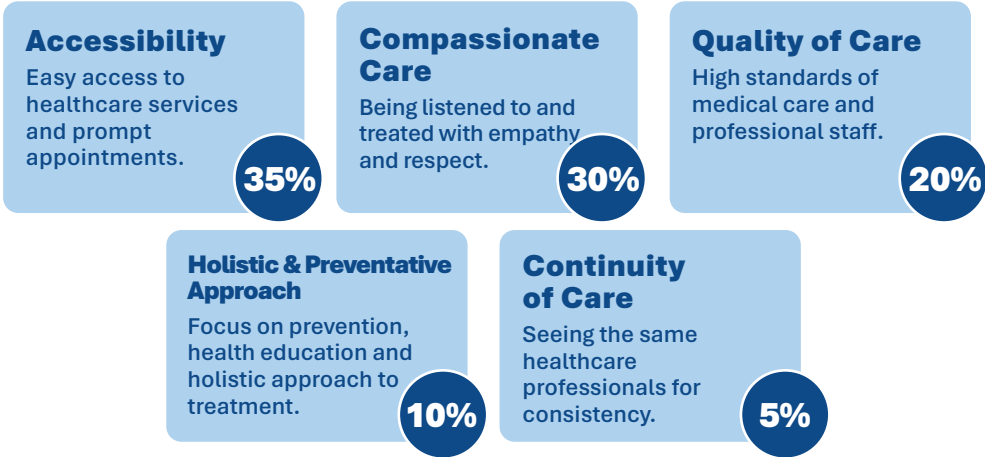 Accessibility
Easy access to
healthcare services
and prompt
appointments.
35%
Compassionate
Care
Being listened to and
treated with empathy
and respect.
30%
Quality of Care
High standards of
medical care and
professional staff.
20%
Holistic & Preventative
Approach
Focus on prevention,
health education and
holistic approach to
treatment.
10%
Continuity
of Care
Seeing the same
healthcare
professionals for
consistency.
5%